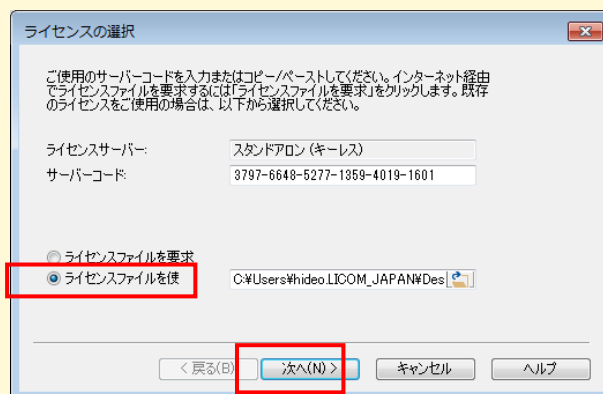 ライセンスの選択
ご使用のサーバーコードを入力またはコピー/ペーストしてください。インターネット経由
でライセンスファイルを要求するには「ライセンスファイルを要求」をクリックします。既存
のライセンスをご使用の場合は、以下から選択してください。
ライセンスサーバー: スタンドアロン (キーレス)
サーバーコード: 3797-6648-5277-1359-4019-1601
ライセンスファイルを要求
ライセンスファイルを使 C:¥Users¥hideo.LICOM_JAPAN¥Des
< 戻る(B) 次へ(N) > キャンセル ヘルプ